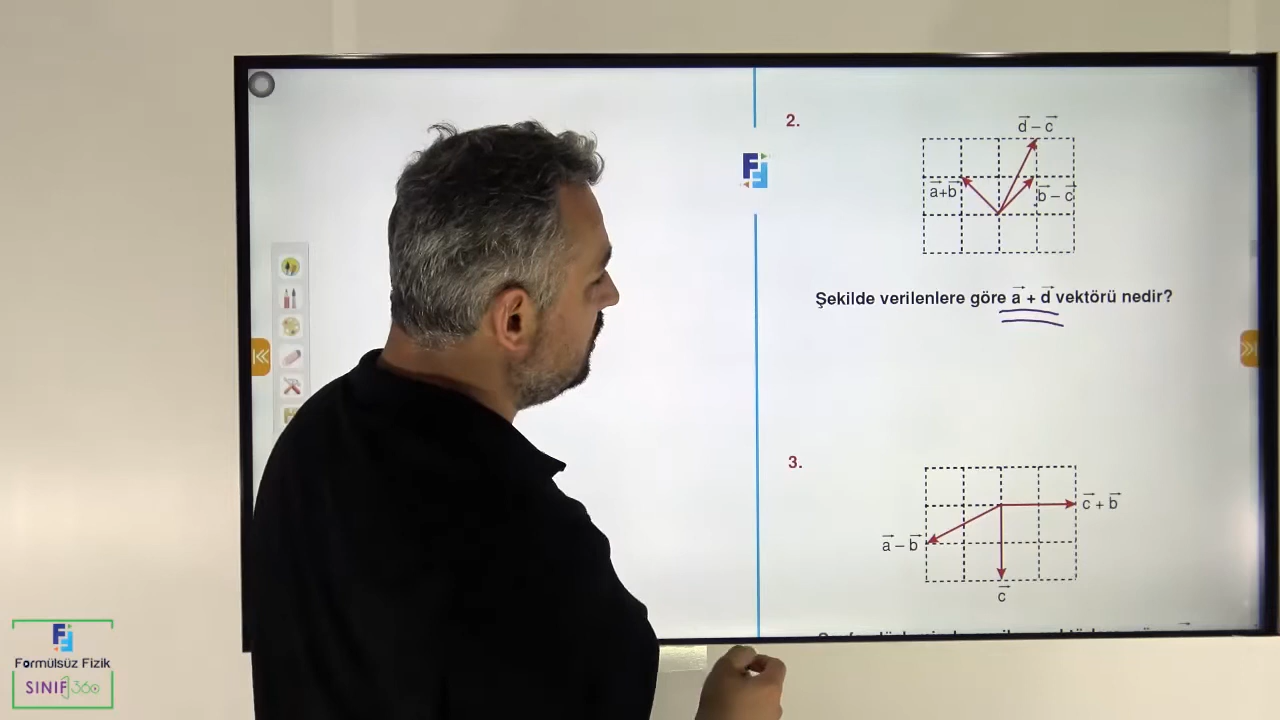 2.
d⃗ – c⃗
a⃗+b⃗
b⃗ – c⃗
Şekilde verilenlere göre a⃗ + d⃗ vektörü nedir?
3.
c⃗ + b⃗
a⃗ – b⃗
c⃗
Formülsüz Fizik
SINIF 360